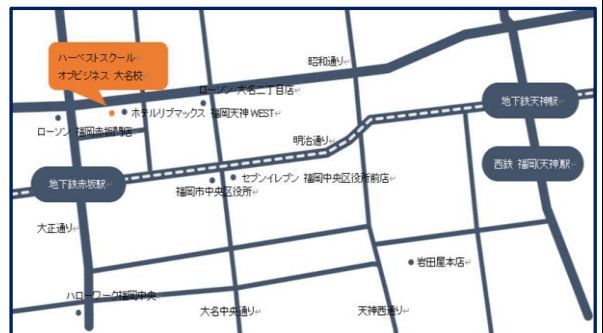 ハーベストスクール
オブビジネス 大名校
昭和通り
ローソン 大名二丁目店
地下鉄天神駅
ホテルリブマックス 福岡天神WEST
ローソン 福岡赤坂門店
明治通り
西鉄 福岡(天神)駅
地下鉄赤坂駅
セブンイレブン 福岡中央区役所前店
福岡市中央区役所
大正通り
岩田屋本店
ハローワーク福岡中央
大名中央通り
天神西通り